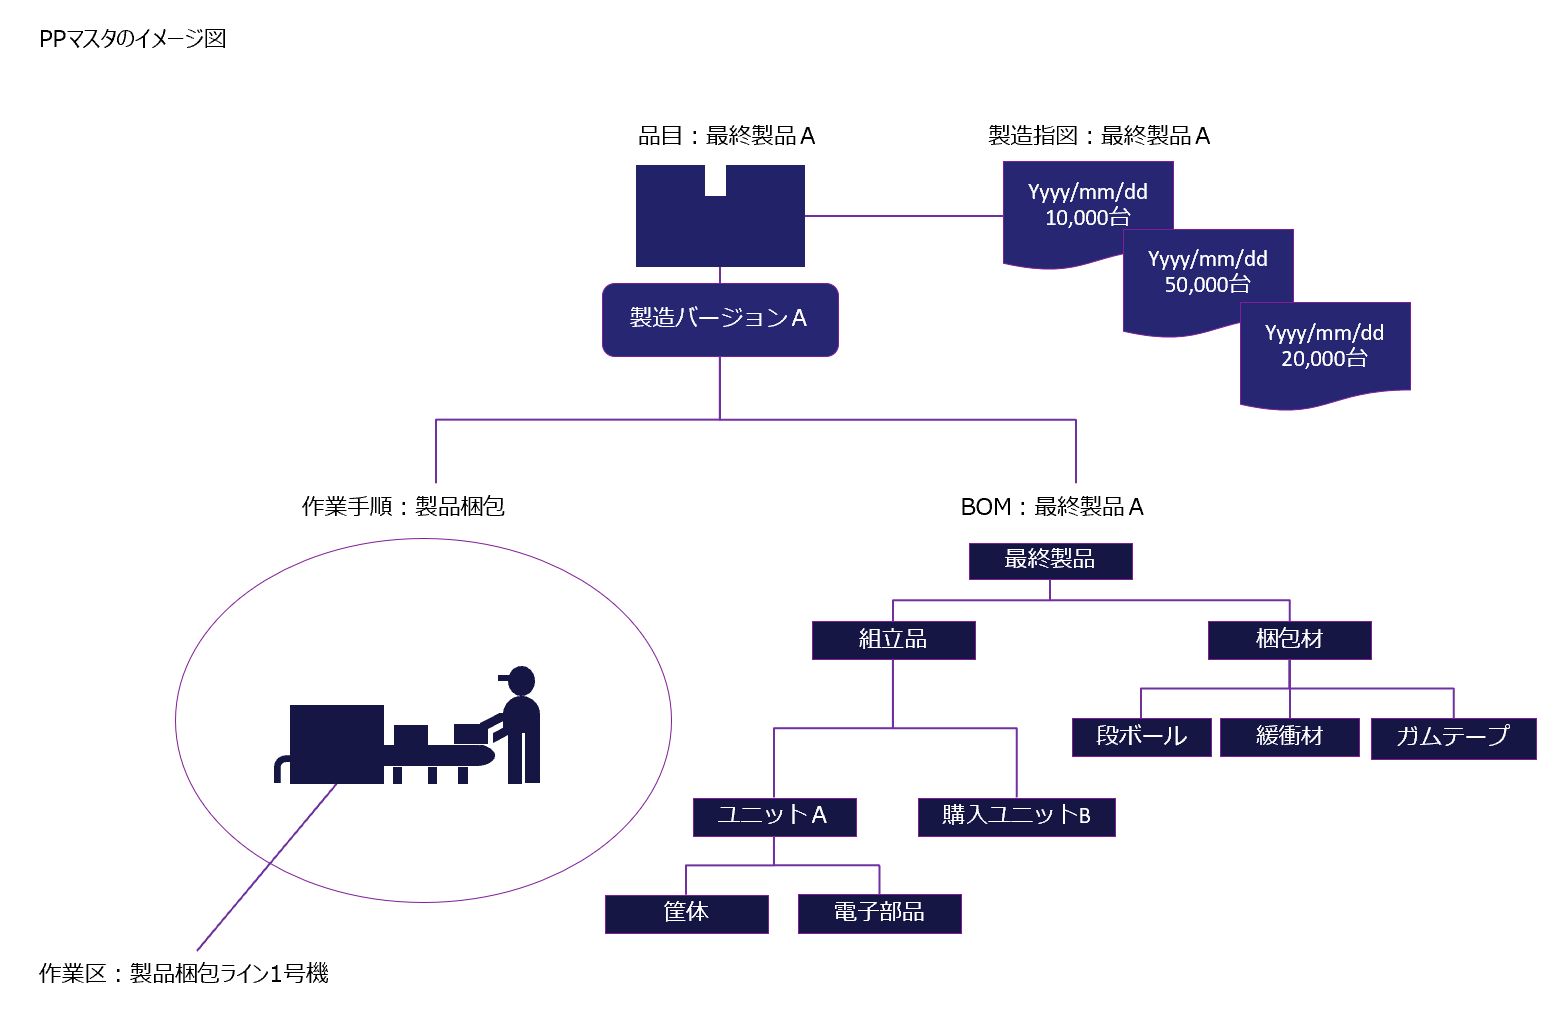 PPマスタのイメージ図
品目：最終製品Ａ
製造指図：最終製品Ａ
Yyyy/mm/dd
10,000台
Yyyy/mm/dd
50,000台
Yyyy/mm/dd
20,000台
製造バージョンＡ
作業手順：製品梱包
BOM：最終製品Ａ
最終製品
組立品
梱包材
段ボール
緩衝材
ガムテープ
ユニットＡ
購入ユニットB
筐体
電子部品
作業区：製品梱包ライン1号機